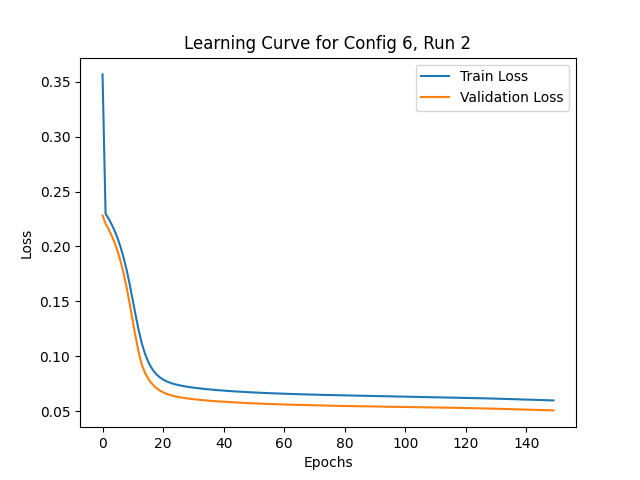 Learning Curve for Config 6, Run 2
Train Loss
Validation Loss
0.35
0.30
0.25
0.20
0.15
0.10
0.05
Loss
0 20 40 60 80 100 120 140
Epochs